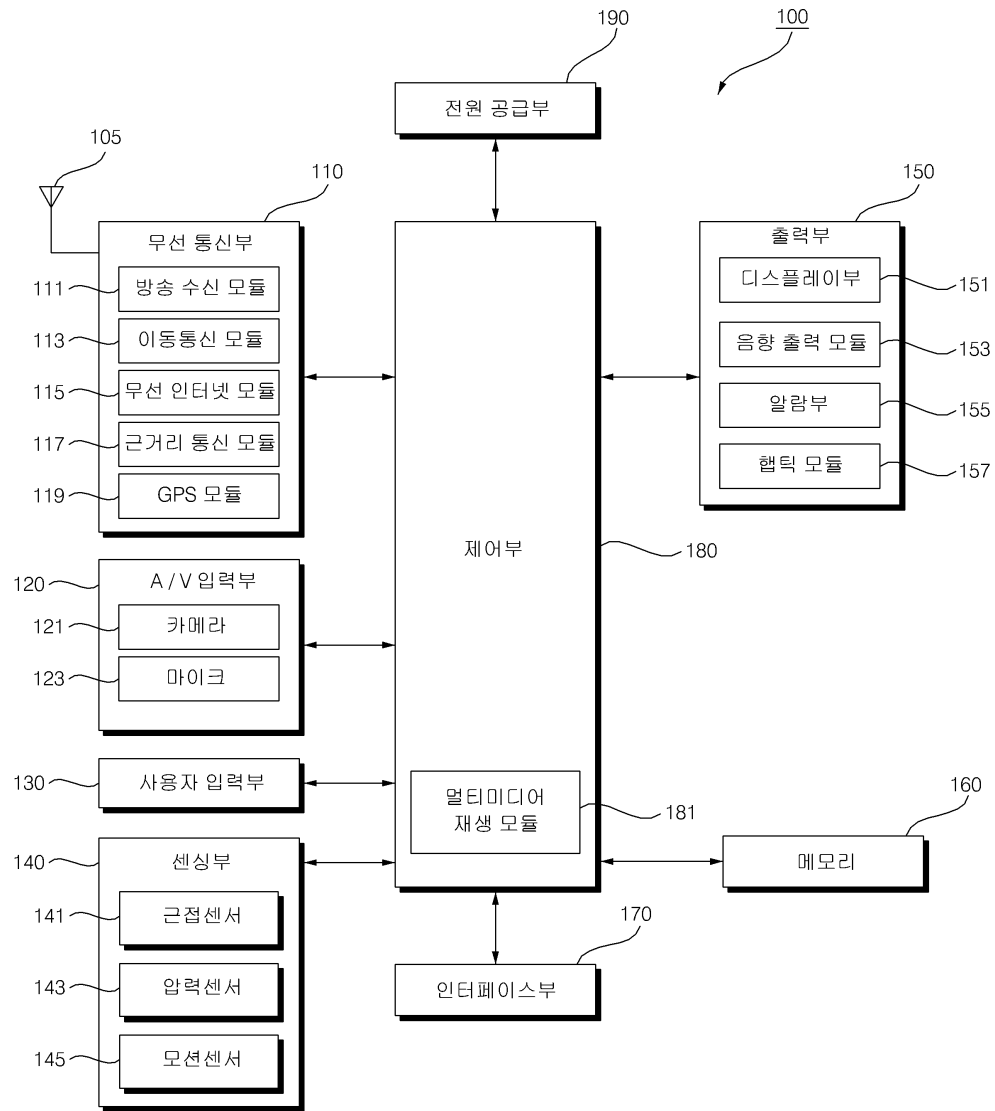 190
100
전원 공급부
105
110
150
무선 통신부
출력부
111
방송 수신 모듈
디스플레이부
151
113
이동통신 모듈
음향 출력 모듈
153
115
무선 인터넷 모듈
알람부
155
117
근거리 통신 모듈
햅틱 모듈
157
119
GPS 모듈
제어부
180
120
A / V 입력부
121
카메라
123
마이크
130
사용자 입력부
멀티미디어
재생 모듈
181
160
140
센싱부
메모리
141
근접센서
170
143
압력센서
인터페이스부
145
모션센서